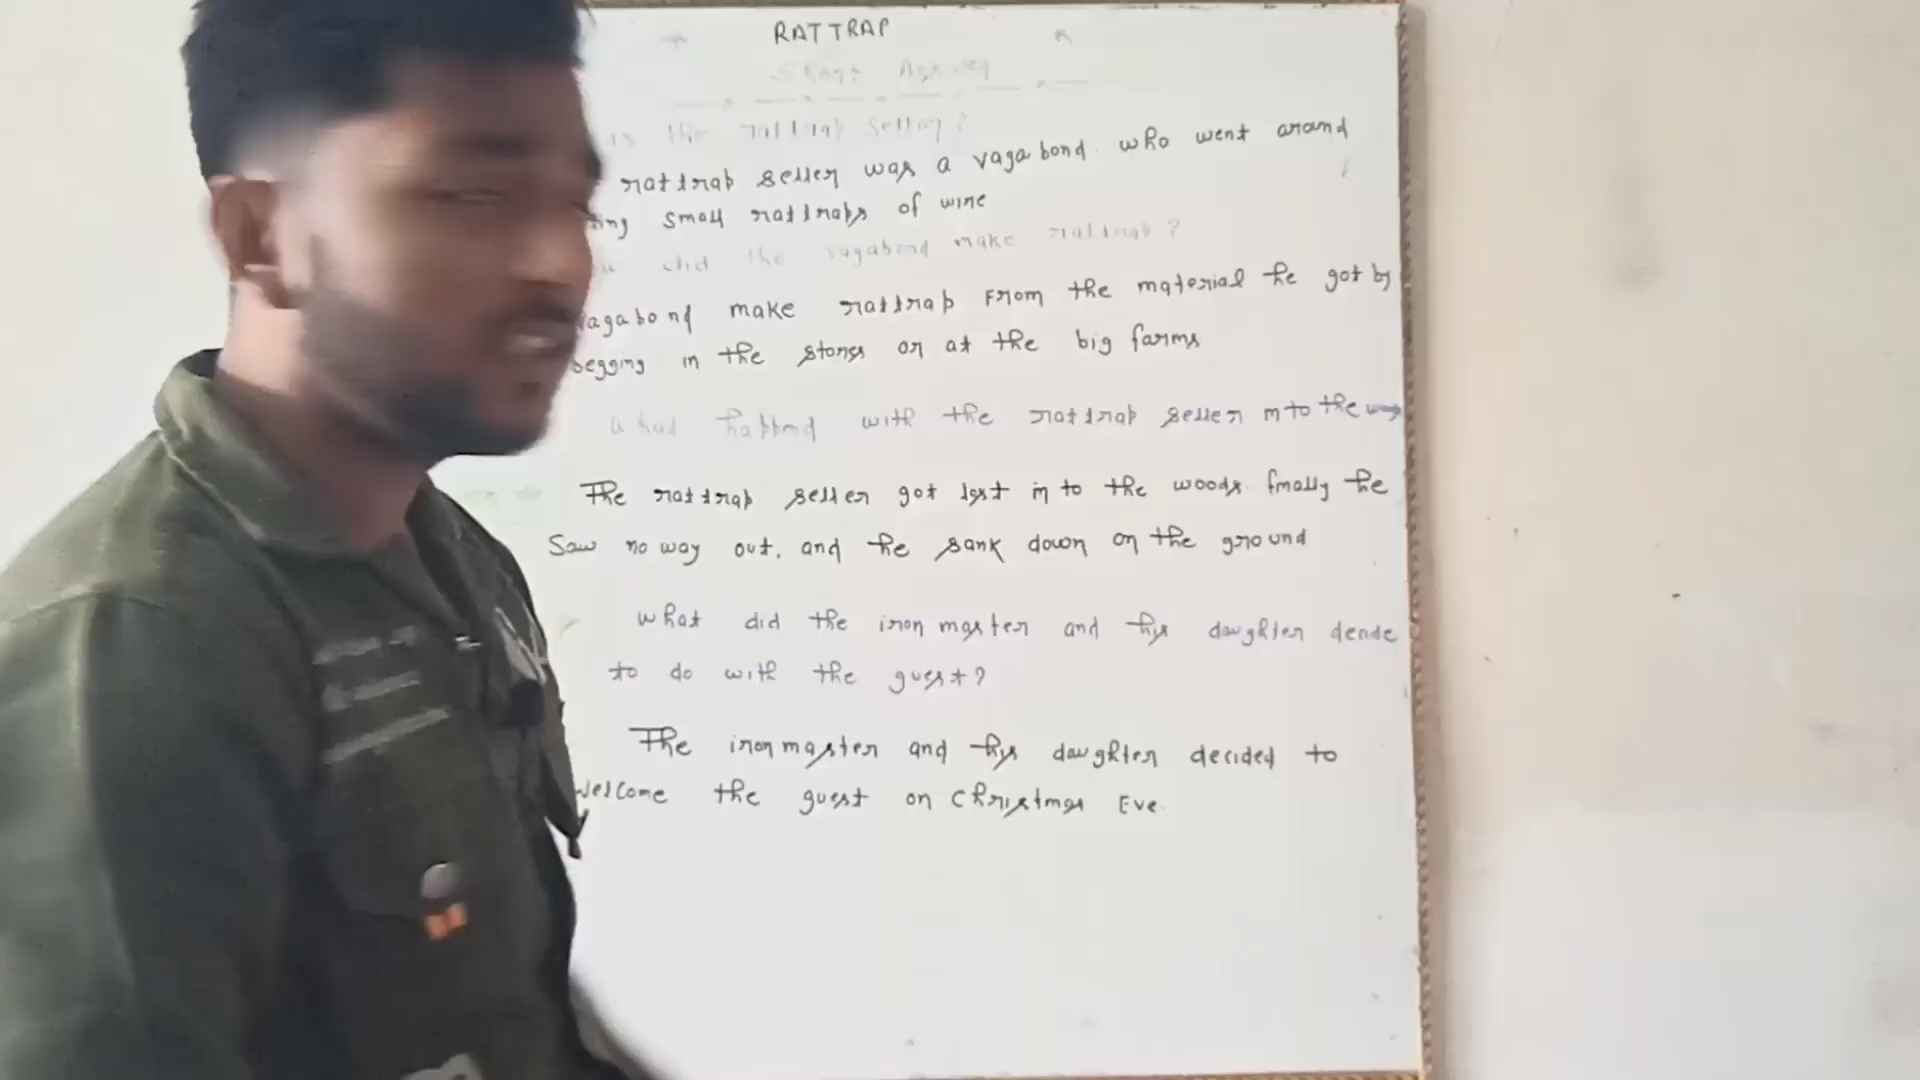 RATTRAP
the rattrap seller?
rattrap seller was a vagabond who went around
small rattraps of wire
did the vagabond make rattrap?
vagabond make rattrap From the material he got by
begging in the stores or at the big farms
what happend with the rattrap seller in to the
The rattrap seller got lost in to the woods. finally he
Saw no way out, and he sank down on the ground
what did the iron master and his daughter decide
to do with the guest?
The iron master and his daughter decided to
welcome the guest on Christmas Eve.